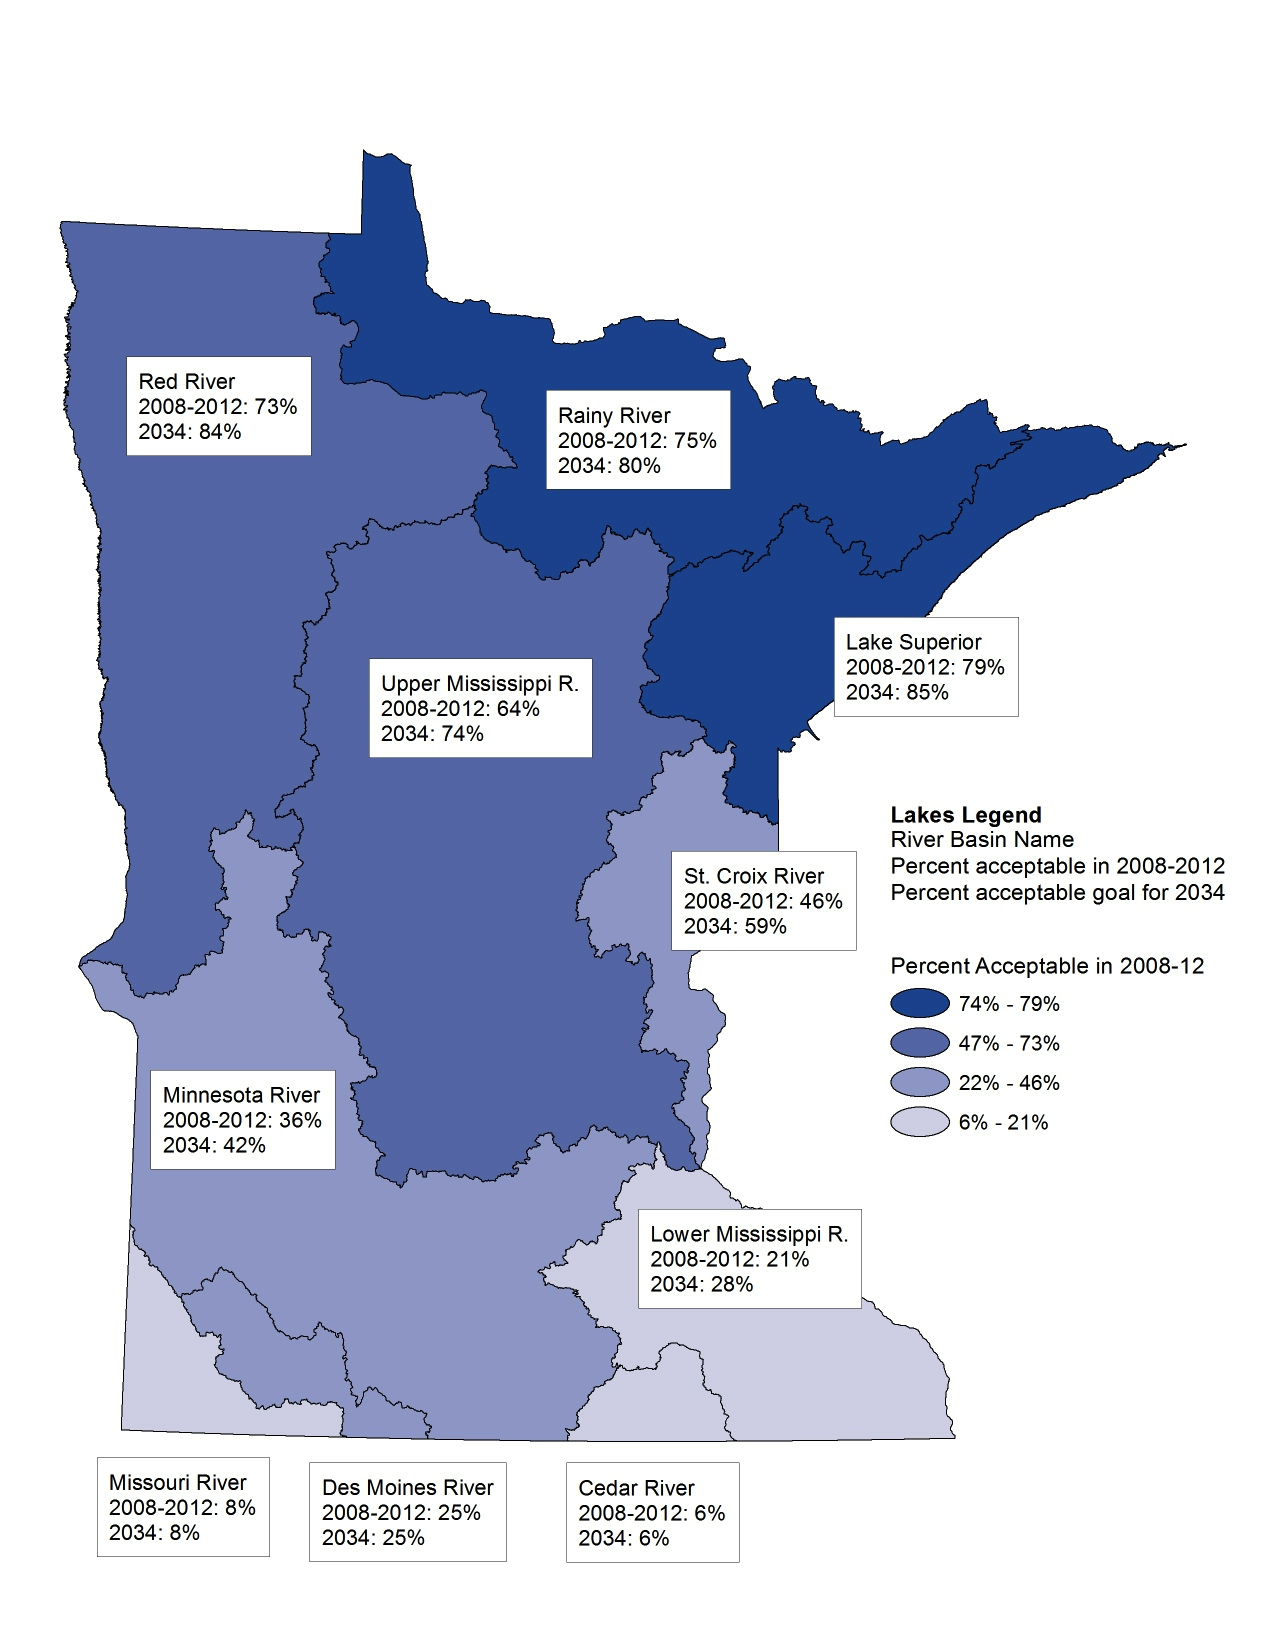 Red River
2008-2012: 73%
2034: 84%
Rainy River
2008-2012: 75%
2034: 80%
Lake Superior
2008-2012: 79%
2034: 85%
Upper Mississippi R.
2008-2012: 64%
2034: 74%
Lakes Legend
River Basin Name
Percent acceptable in 2008-2012
Percent acceptable goal for 2034
St. Croix River
2008-2012: 46%
2034: 59%
Percent Acceptable in 2008-12
74% - 79%
47% - 73%
22% - 46%
6% - 21%
Minnesota River
2008-2012: 36%
2034: 42%
Lower Mississippi R.
2008-2012: 21%
2034: 28%
Missouri River
2008-2012: 8%
2034: 8%
Des Moines River
2008-2012: 25%
2034: 25%
Cedar River
2008-2012: 6%
2034: 6%